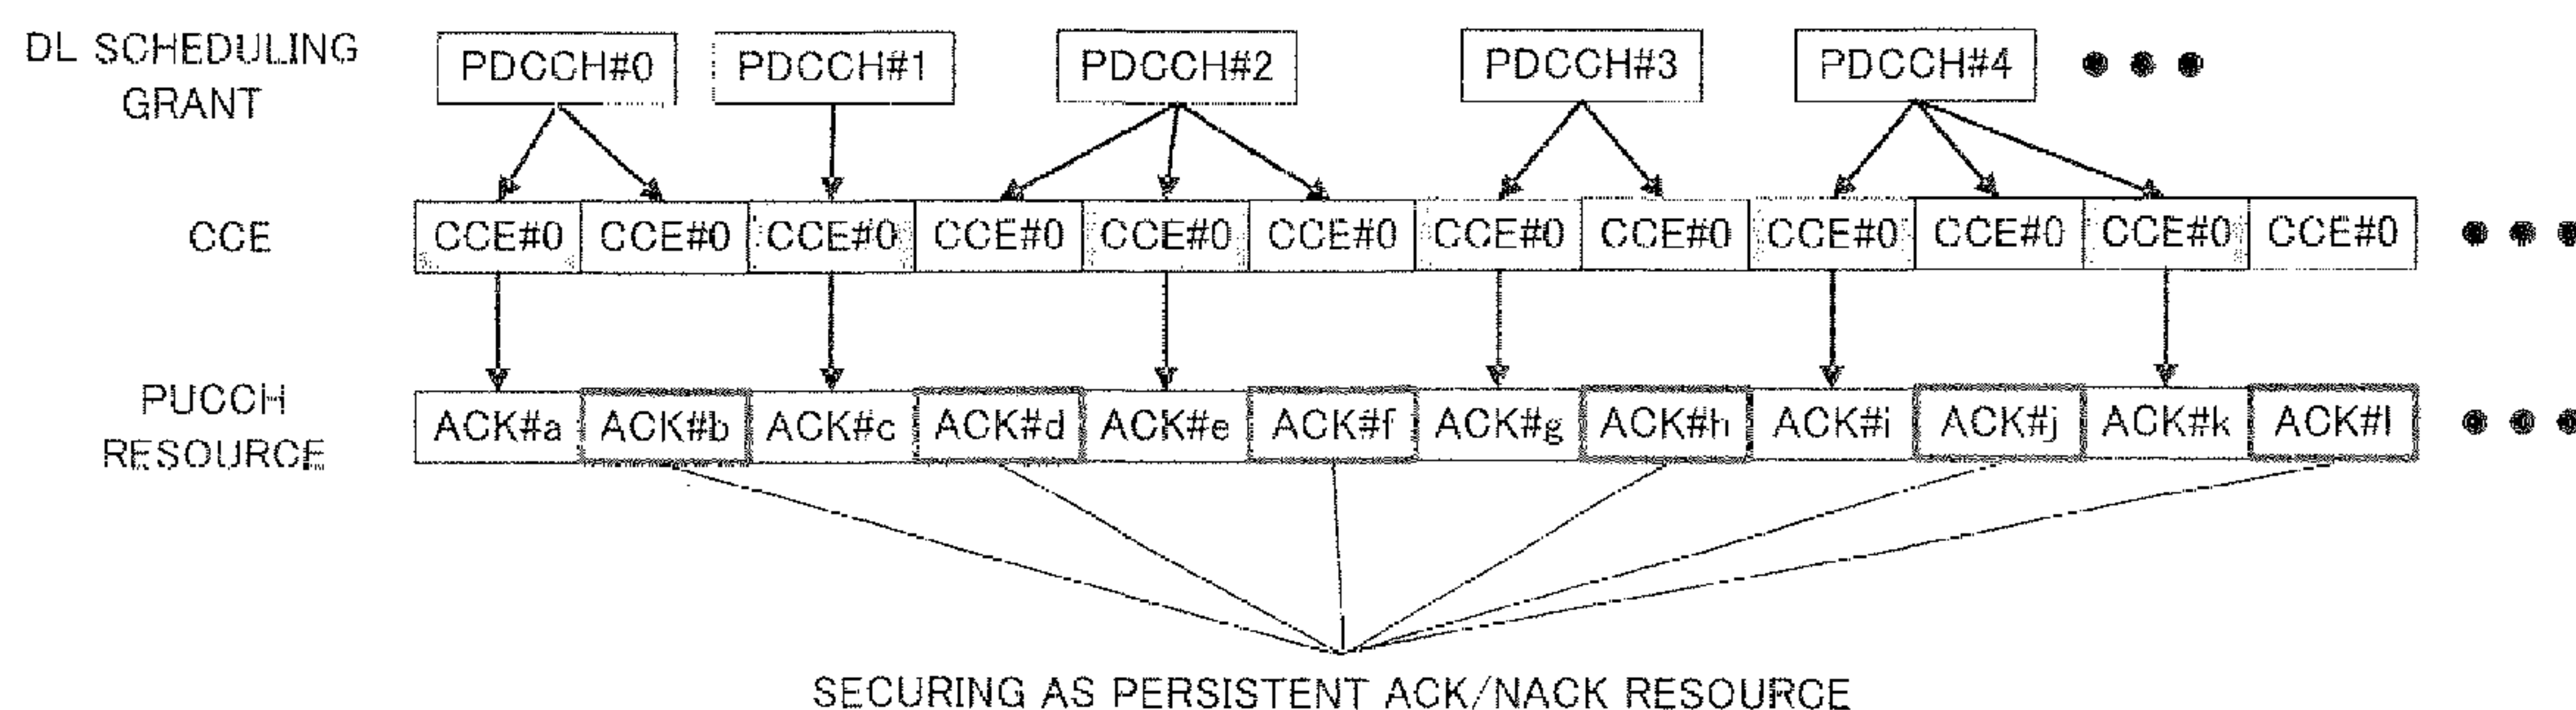 DL SCHEDULING
GRANT
PDCCH#0 PDCCH#1 PDCCH#2 PDCCH#3 PDCCH#4
CCE
CCE#0 CCE#0 CCE#0 CCE#0 CCE#0 CCE#0 CCE#0 CCE#0 CCE#0 CCE#0 CCE#0 CCE#0
PUCCH
RESOURCE
ACK#a ACK#b ACK#c ACK#d ACK#e ACK#f ACK#g ACK#h ACK#i ACK#j ACK#k ACK#l
SECURING AS PERSISTENT ACK/NACK RESOURCE